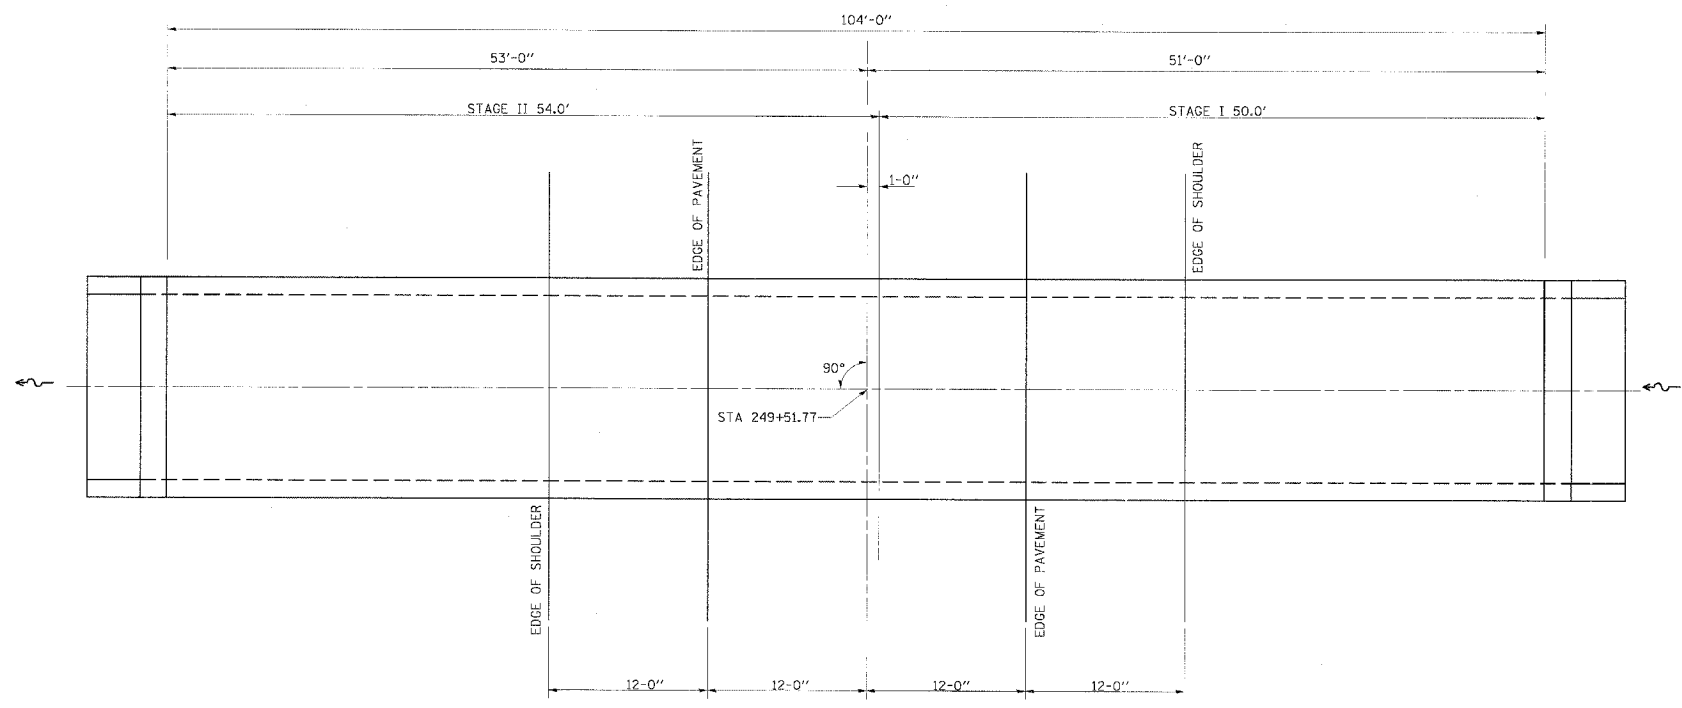 104'-0"
53'-0"
51'-0"
STAGE II 54.0'
STAGE I 50.0'
EDGE OF PAVEMENT
EDGE OF SHOULDER
1-0"
90°
STA 249+51.77
EDGE OF SHOULDER
EDGE OF PAVEMENT
12-0"
12-0"
12-0"
12-0"